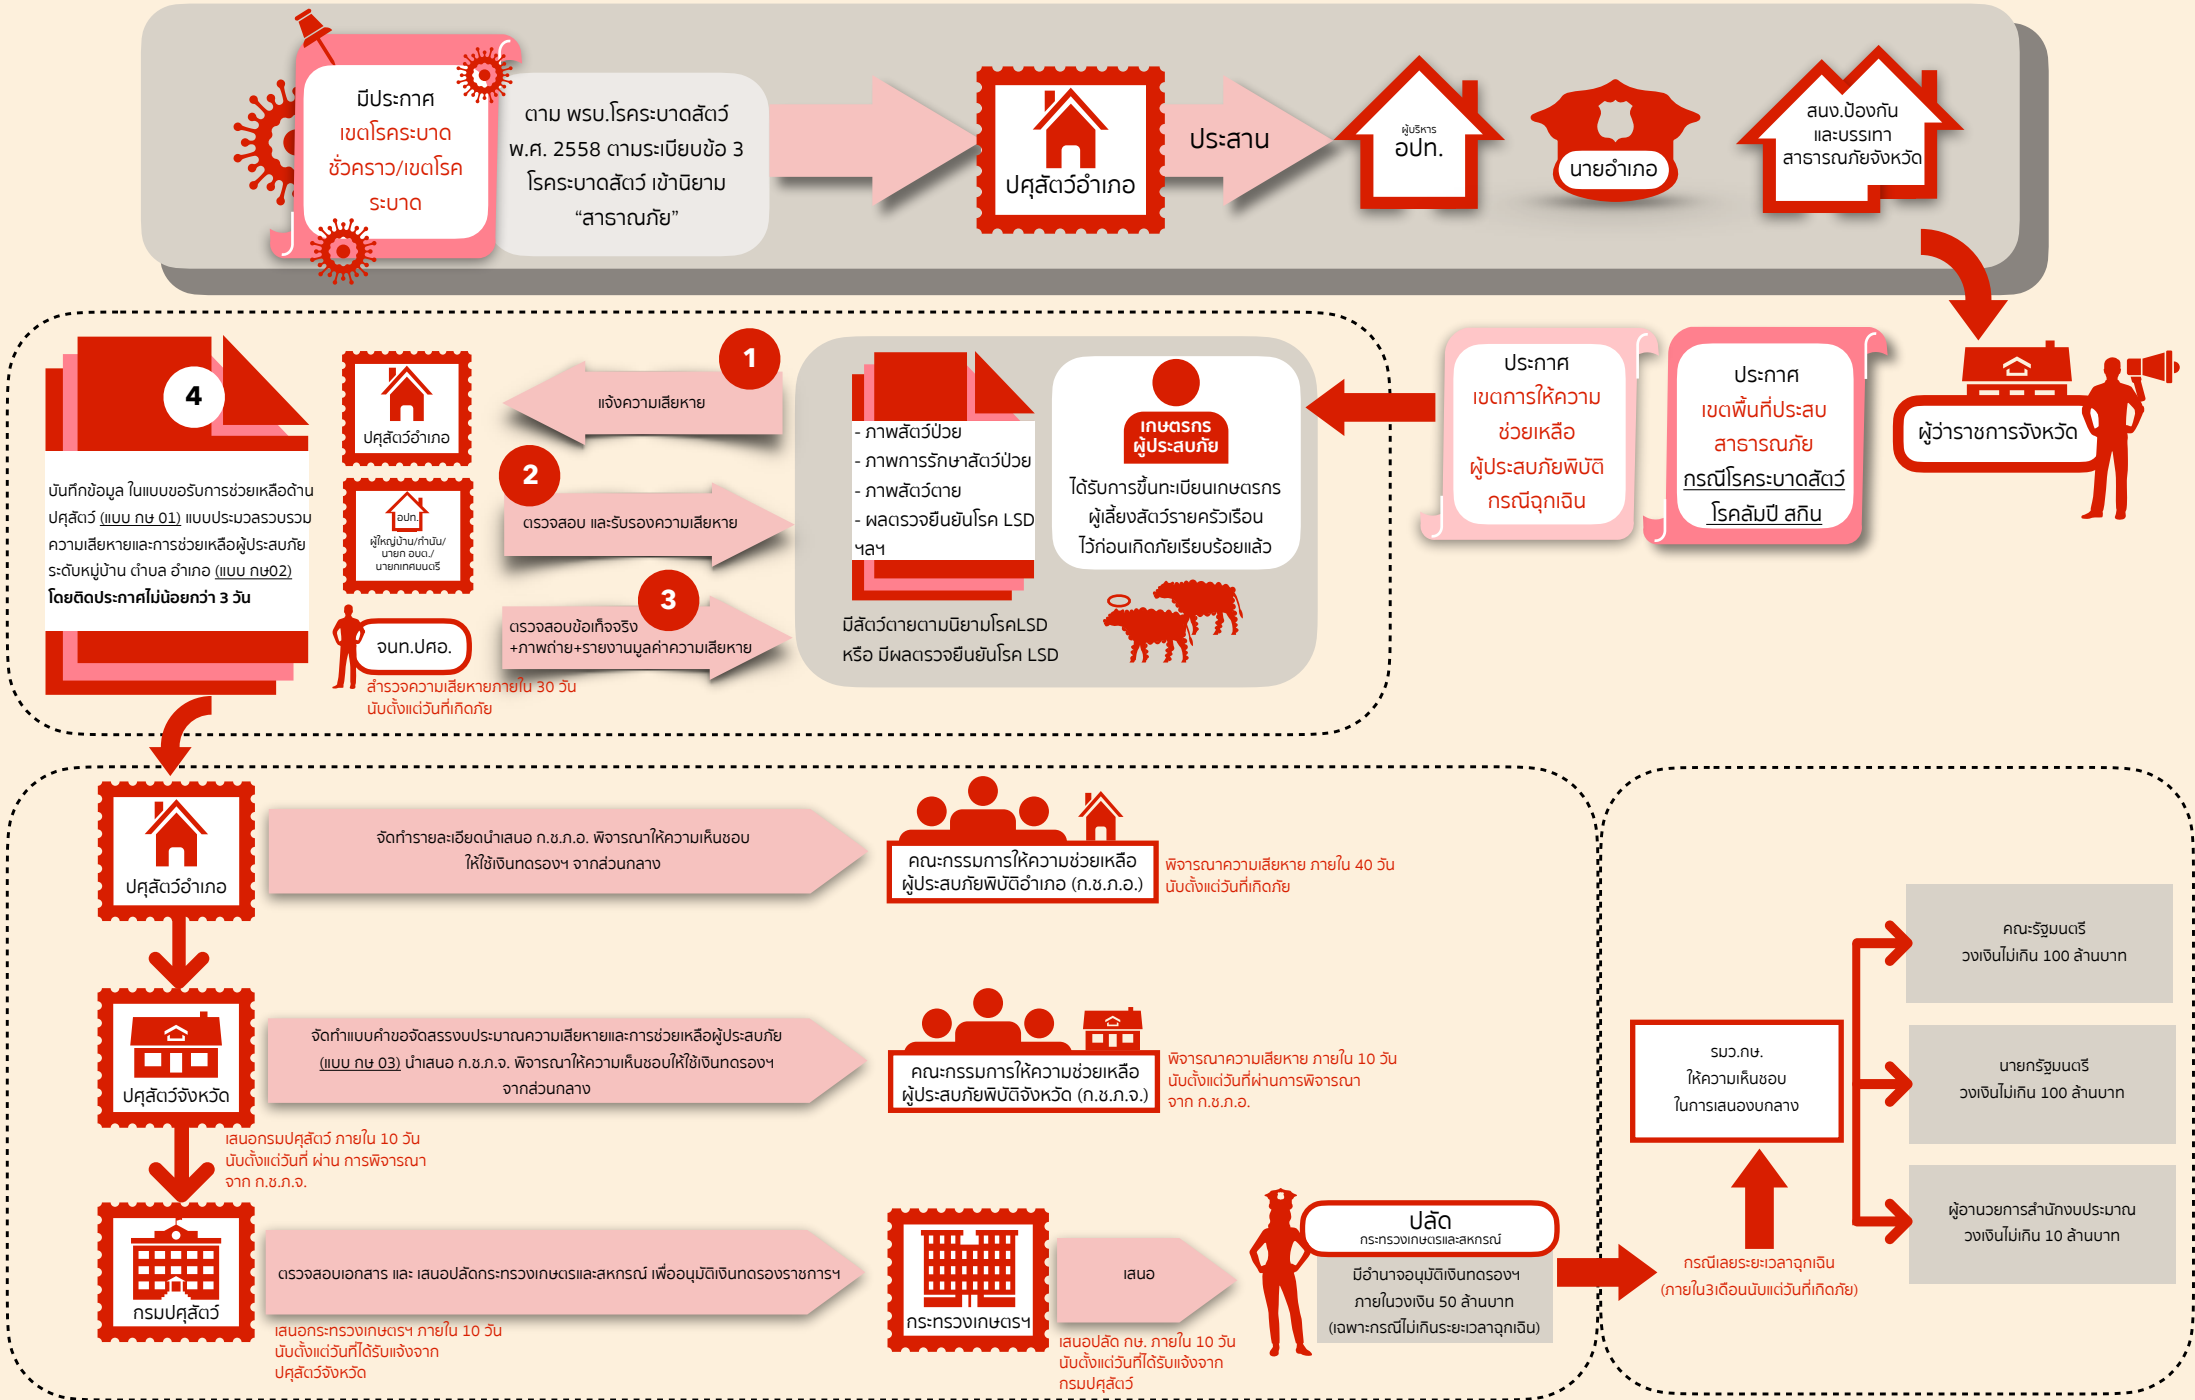 มีประกาศ
เขตโรคระบาด
ชั่วคราว/เขตโรค
ระบาด
ตาม พรบ.โรคระบาดสัตว์
พ.ศ. 2558 ตามระเบียบข้อ 3
โรคระบาดสัตว์ เข้านิยาม
“สาธาณภัย”
ปศุสัตว์อำเภอ
ประสาน
ผู้บริหาร
อปท.
นายอำเภอ
สนง.ป้องกัน
และบรรเทา
สาธารณภัยจังหวัด
ผู้ว่าราชการจังหวัด
ประกาศ
เขตพื้นที่ประสบ
สาธารณภัย
กรณีโรคระบาดสัตว์
โรคลัมปี สกิน
ประกาศ
เขตการให้ความ
ช่วยเหลือ
ผู้ประสบภัยพิบัติ
กรณีฉุกเฉิน
เกษตรกร
ผู้ประสบภัย
ได้รับการขึ้นทะเบียนเกษตรกร
ผู้เลี้ยงสัตว์รายครัวเรือน
ไว้ก่อนเกิดภัยเรียบร้อยแล้ว
- ภาพสัตว์ป่วย
- ภาพการรักษาสัตว์ป่วย
- ภาพสัตว์ตาย
- ผลตรวจยืนยันโรค LSD
ฯลฯ
มีสัตว์ตายตามนิยามโรคLSD
หรือ มีผลตรวจยืนยันโรค LSD
1
แจ้งความเสียหาย
ปศุสัตว์อำเภอ
2
ตรวจสอบ และรับรองความเสียหาย
อปท.
ผู้ใหญ่บ้าน/กำนัน/
นายก อบต./
นายกเทศมนตรี
3
ตรวจสอบข้อเท็จจริง
+ภาพถ่าย+รายงานมูลค่าความเสียหาย
จนท.ปศอ.
สำรวจความเสียหายภายใน 30 วัน
นับตั้งแต่วันที่เกิดภัย
4
บันทึกข้อมูล ในแบบขอรับการช่วยเหลือด้าน
ปศุสัตว์ (แบบ กษ 01) แบบประมวลรวบรวม
ความเสียหายและการช่วยเหลือผู้ประสบภัย
ระดับหมู่บ้าน ตำบล อำเภอ (แบบ กษ02)
โดยติดประกาศไม่น้อยกว่า 3 วัน
ปศุสัตว์อำเภอ
จัดทำรายละเอียดนำเสนอ ก.ช.ภ.อ. พิจารณาให้ความเห็นชอบ
ให้ใช้เงินทดรองฯ จากส่วนกลาง
คณะกรรมการให้ความช่วยเหลือ
ผู้ประสบภัยพิบัติอำเภอ (ก.ช.ภ.อ.)
พิจารณาความเสียหาย ภายใน 40 วัน
นับตั้งแต่วันที่เกิดภัย
ปศุสัตว์จังหวัด
จัดทำแบบคำขอจัดสรรงบประมาณความเสียหายและการช่วยเหลือผู้ประสบภัย
(แบบ กษ 03) นำเสนอ ก.ช.ภ.จ. พิจารณาให้ความเห็นชอบให้ใช้เงินทดรองฯ
จากส่วนกลาง
คณะกรรมการให้ความช่วยเหลือ
ผู้ประสบภัยพิบัติจังหวัด (ก.ช.ภ.จ.)
พิจารณาความเสียหาย ภายใน 10 วัน
นับตั้งแต่วันที่ผ่านการพิจารณา
จาก ก.ช.ภ.อ.
เสนอกรมปศุสัตว์ ภายใน 10 วัน
นับตั้งแต่วันที่ ผ่าน การพิจารณา
จาก ก.ช.ภ.จ.
กรมปศุสัตว์
ตรวจสอบเอกสาร และ เสนอปลัดกระทรวงเกษตรและสหกรณ์ เพื่ออนุมัติเงินทดรองราชการฯ
เสนอกระทรวงเกษตรฯ ภายใน 10 วัน
นับตั้งแต่วันที่ได้รับแจ้งจาก
ปศุสัตว์จังหวัด
กระทรวงเกษตรฯ
เสนอ
เสนอปลัด กษ. ภายใน 10 วัน
นับตั้งแต่วันที่ได้รับแจ้งจาก
กรมปศุสัตว์
ปลัด
กระทรวงเกษตรและสหกรณ์
มีอำนาจอนุมัติเงินทดรองฯ
ภายในวงเงิน 50 ล้านบาท
(เฉพาะกรณีไม่เกินระยะเวลาฉุกเฉิน)
กรณีเลยระยะเวลาฉุกเฉิน
(ภายใน3เดือนนับแต่วันที่เกิดภัย)
รมว.กษ.
ให้ความเห็นชอบ
ในการเสนองบกลาง
คณะรัฐมนตรี
วงเงินไม่เกิน 100 ล้านบาท
นายกรัฐมนตรี
วงเงินไม่เกิน 100 ล้านบาท
ผู้อานวยการสำนักงบประมาณ
วงเงินไม่เกิน 10 ล้านบาท